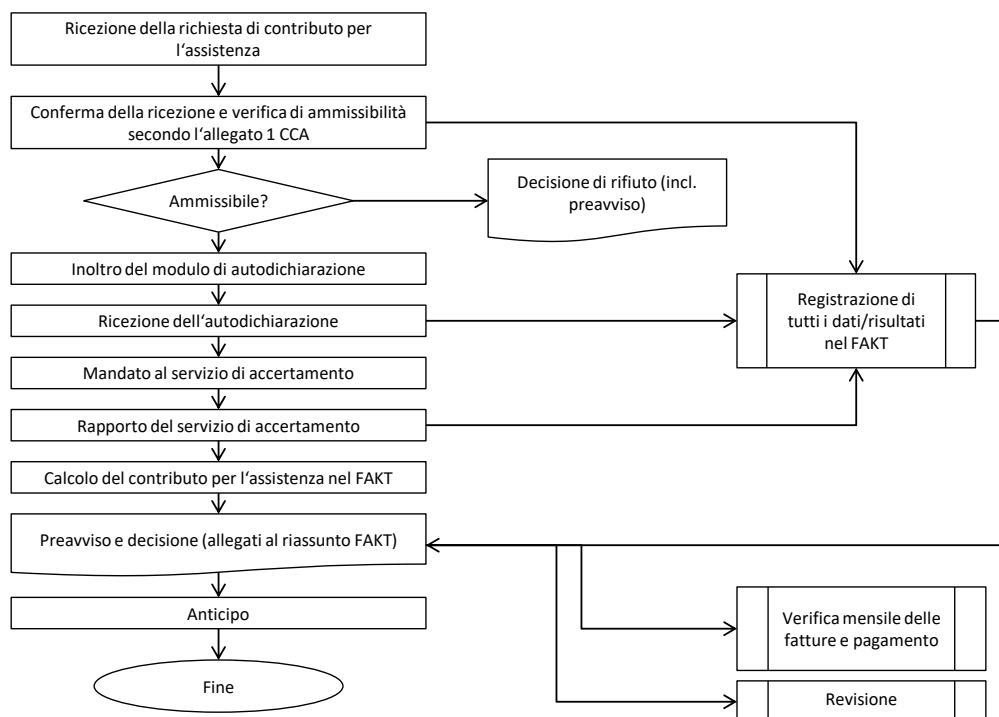 Ricezione della richiesta di contributo per
l'assistenza
Conferma della ricezione e verifica di ammissibilità
secondo l'allegato 1 CCA
Ammissibile?
Decisione di rifiuto (incl.
preavviso)
Inoltro del modulo di autodichiarazione
Ricezione dell'autodichiarazione
Registrazione di
tutti i dati/risultati
nel FAKT
Mandato al servizio di accertamento
Rapporto del servizio di accertamento
Calcolo del contributo per l'assistenza nel FAKT
Preavviso e decisione (allegati al riassunto FAKT)
Anticipo
Verifica mensile delle
fatture e pagamento
Fine
Revisione